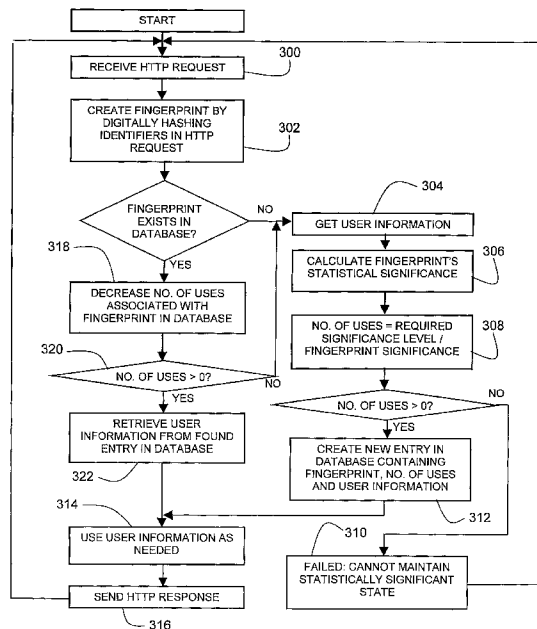 START
RECEIVE HTTP REQUEST
300
CREATE FINGERPRINT BY
DIGITALLY HASHING
IDENTIFIERS IN HTTP
REQUEST
302
FINGERPRINT
EXISTS IN
DATABASE?
NO
YES
304
GET USER INFORMATION
318
DECREASE NO. OF USES
ASSOCIATED WITH
FINGERPRINT IN DATABASE
CALCULATE FINGERPRINT'S
STATISTICAL SIGNIFICANCE
306
NO. OF USES = REQUIRED
SIGNIFICANCE LEVEL /
FINGERPRINT SIGNIFICANCE
308
320
NO. OF USES > 0?
NO
YES
NO. OF USES > 0?
NO
YES
RETRIEVE USER
INFORMATION FROM FOUND
ENTRY IN DATABASE
322
CREATE NEW ENTRY IN
DATABASE CONTAINING
FINGERPRINT, NO. OF USES
AND USER INFORMATION
312
314
USE USER INFORMATION AS
NEEDED
310
FAILED: CANNOT MAINTAIN
STATISTICALLY SIGNIFICANT
STATE
SEND HTTP RESPONSE
316